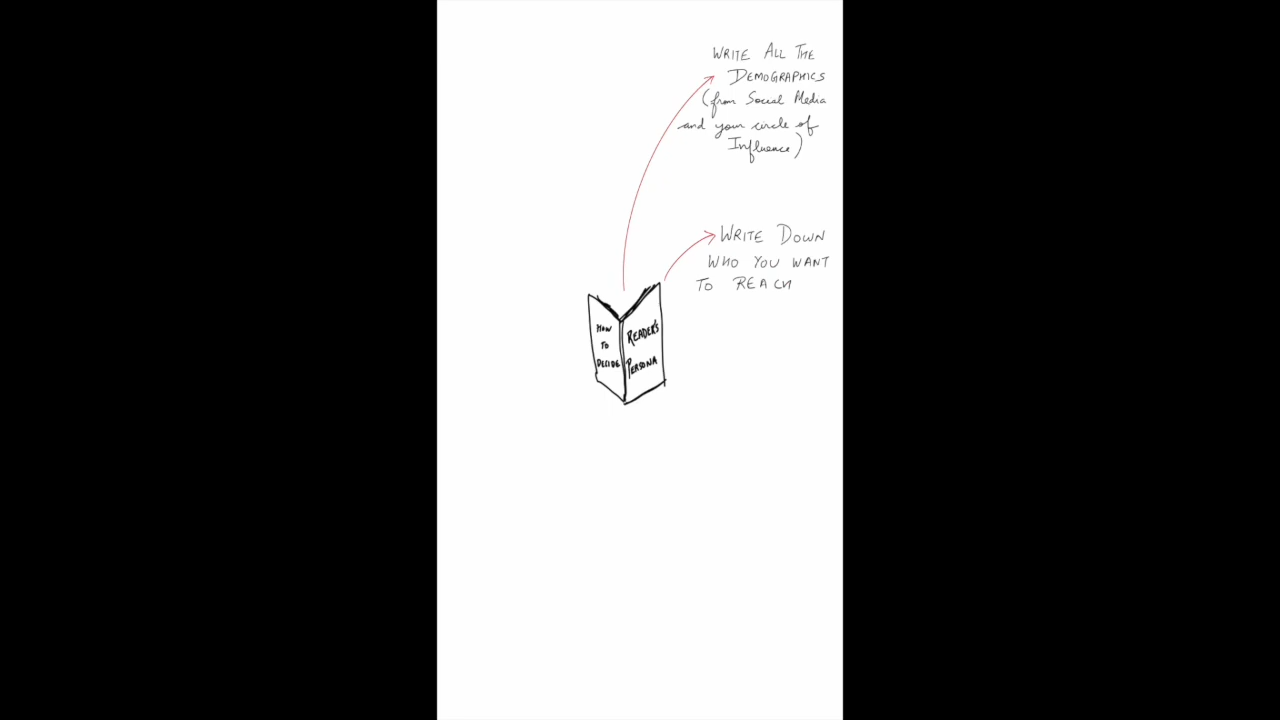 WRITE ALL THE
DEMOGRAPHICS
(from Social Media
and your circle of
Influence)
WRITE DOWN
WHO YOU WANT
TO REACH
HOW
TO
DECIDE
READER'S
PERSONA